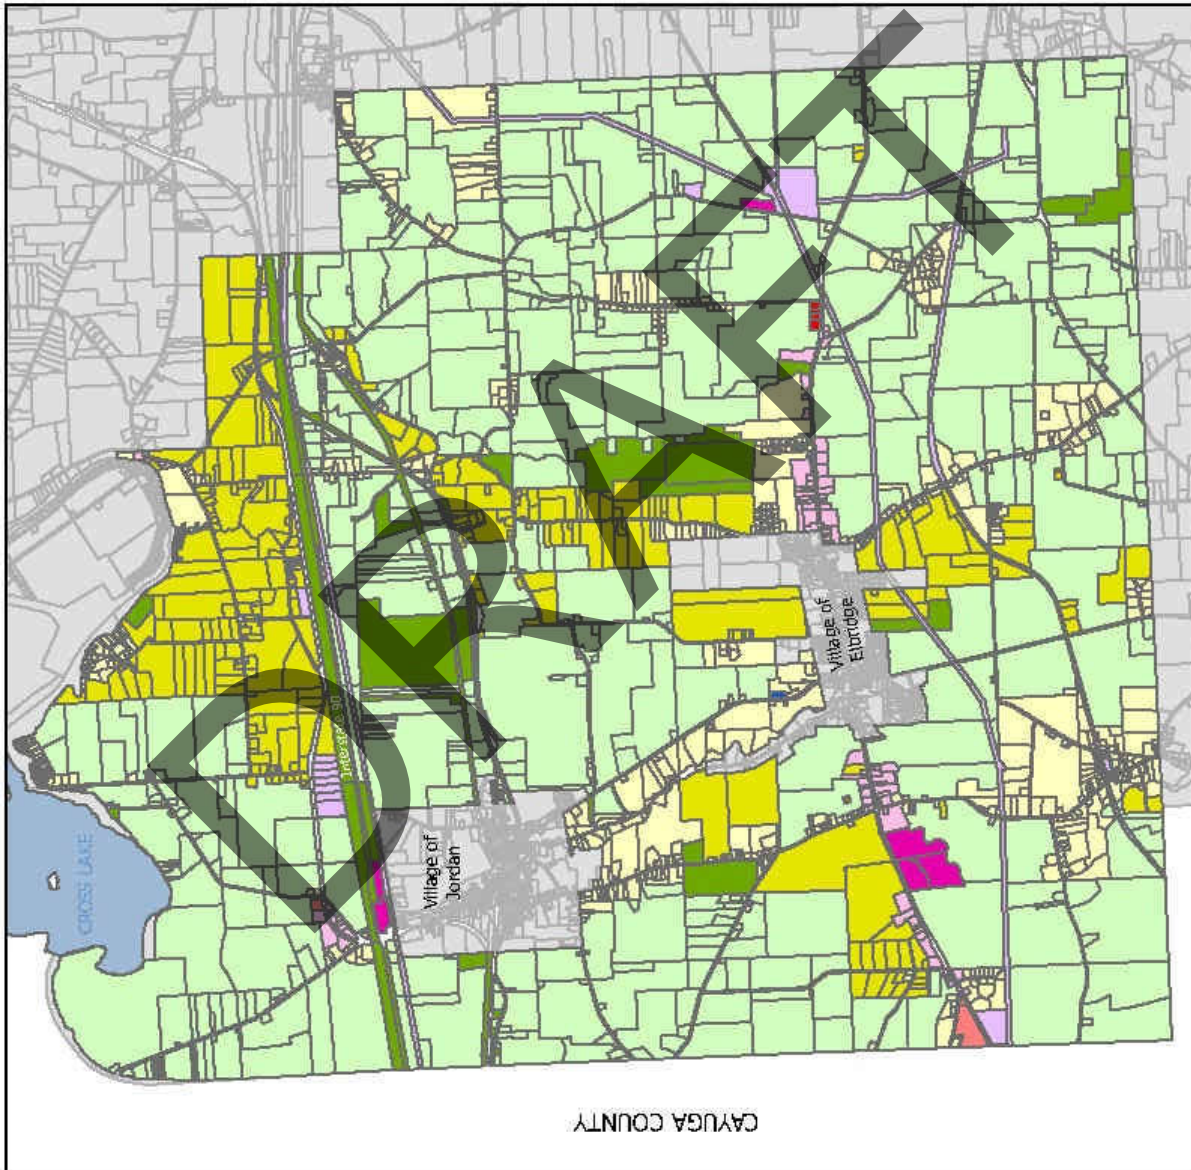 DRAFT
CROSS LAKE
Village of
Jordan
Village of
Elbridge
CAYUGA COUNTY